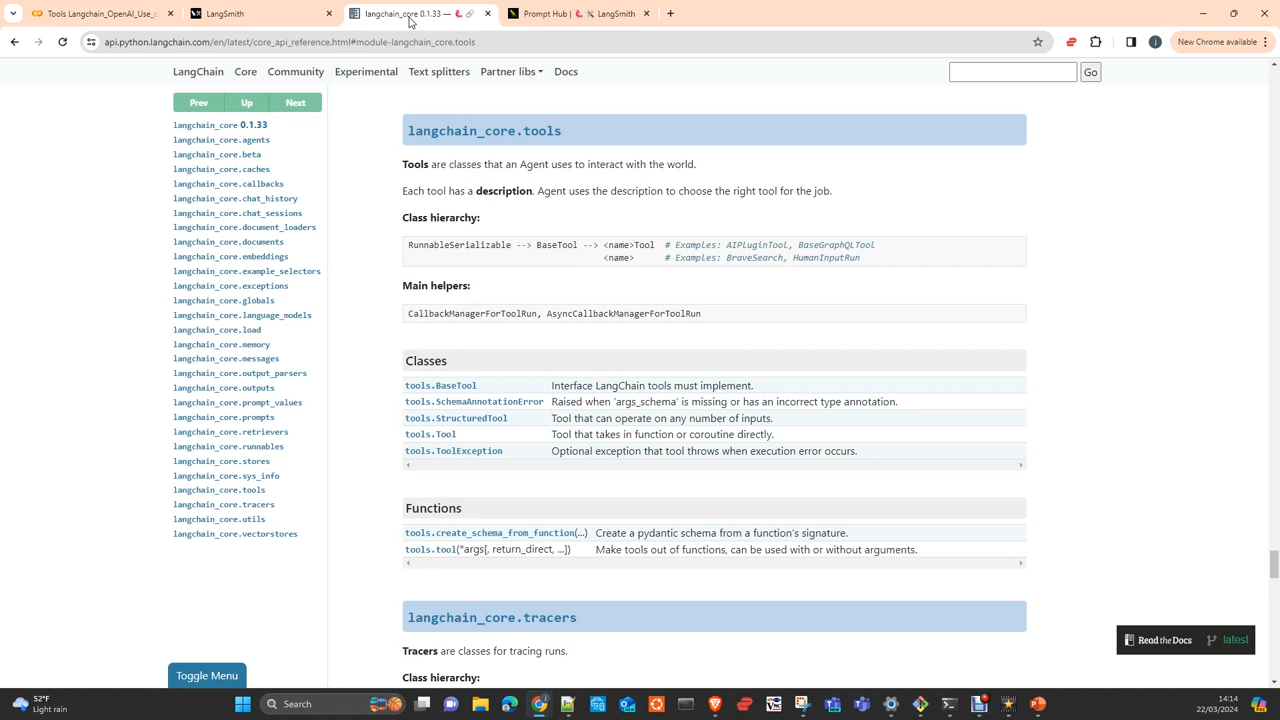 Tools Langchain_OpenAI_Use_c
LangSmith
langchain_core 0.1.33 —
Prompt Hub | LangSmith
api.python.langchain.com/en/latest/core_api_reference.html#module-langchain_core.tools
New Chrome available
LangChain Core Community Experimental Text splitters Partner libs Docs
Go
Prev Up Next
langchain_core 0.1.33
langchain_core.agents
langchain_core.beta
langchain_core.caches
langchain_core.callbacks
langchain_core.chat_history
langchain_core.chat_sessions
langchain_core.document_loaders
langchain_core.documents
langchain_core.embeddings
langchain_core.example_selectors
langchain_core.exceptions
langchain_core.globals
langchain_core.language_models
langchain_core.load
langchain_core.memory
langchain_core.messages
langchain_core.output_parsers
langchain_core.outputs
langchain_core.prompt_values
langchain_core.prompts
langchain_core.retrievers
langchain_core.runnables
langchain_core.stores
langchain_core.sys_info
langchain_core.tools
langchain_core.tracers
langchain_core.utils
langchain_core.vectorstores
Toggle Menu
langchain_core.tools
Tools are classes that an Agent uses to interact with the world.
Each tool has a description. Agent uses the description to choose the right tool for the job.
Class hierarchy:
RunnableSerializable --> BaseTool --> <name>Tool # Examples: AIPluginTool, BaseGraphQLTool
<name> # Examples: BraveSearch, HumanInputRun
Main helpers:
CallbackManagerForToolRun, AsyncCallbackManagerForToolRun
Classes
tools.BaseTool Interface LangChain tools must implement.
tools.SchemaAnnotationError Raised when 'args_schema' is missing or has an incorrect type annotation.
tools.StructuredTool Tool that can operate on any number of inputs.
tools.Tool Tool that takes in function or coroutine directly.
tools.ToolException Optional exception that tool throws when execution error occurs.
Functions
tools.create_schema_from_function(...) Create a pydantic schema from a function's signature.
tools.tool(*args[, return_direct, ...]) Make tools out of functions, can be used with or without arguments.
langchain_core.tracers
Tracers are classes for tracing runs.
Class hierarchy:
Read the Docs latest
52°F
Light rain
Search
14:14
22/03/2024